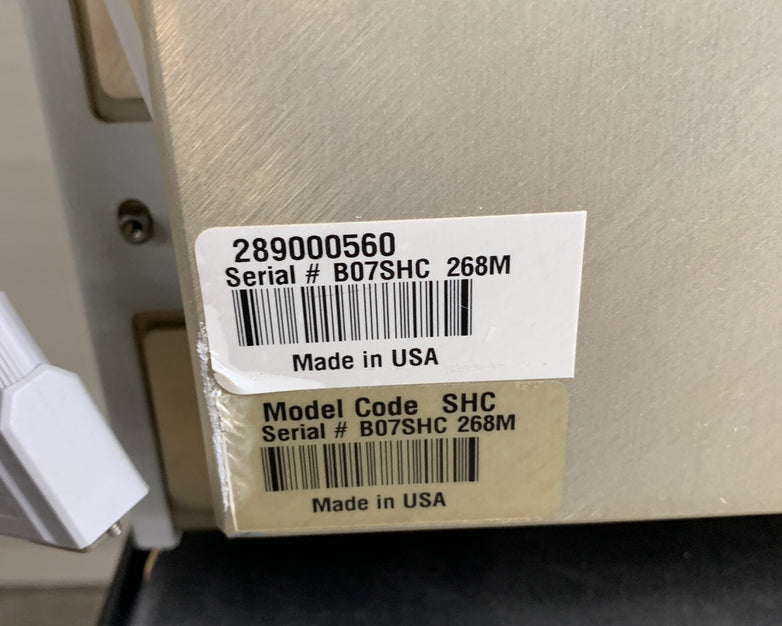 289000560
Serial # B07SHC 268M
Made in USA
Model Code SHC
Serial # B07SHC 268M
Made in USA